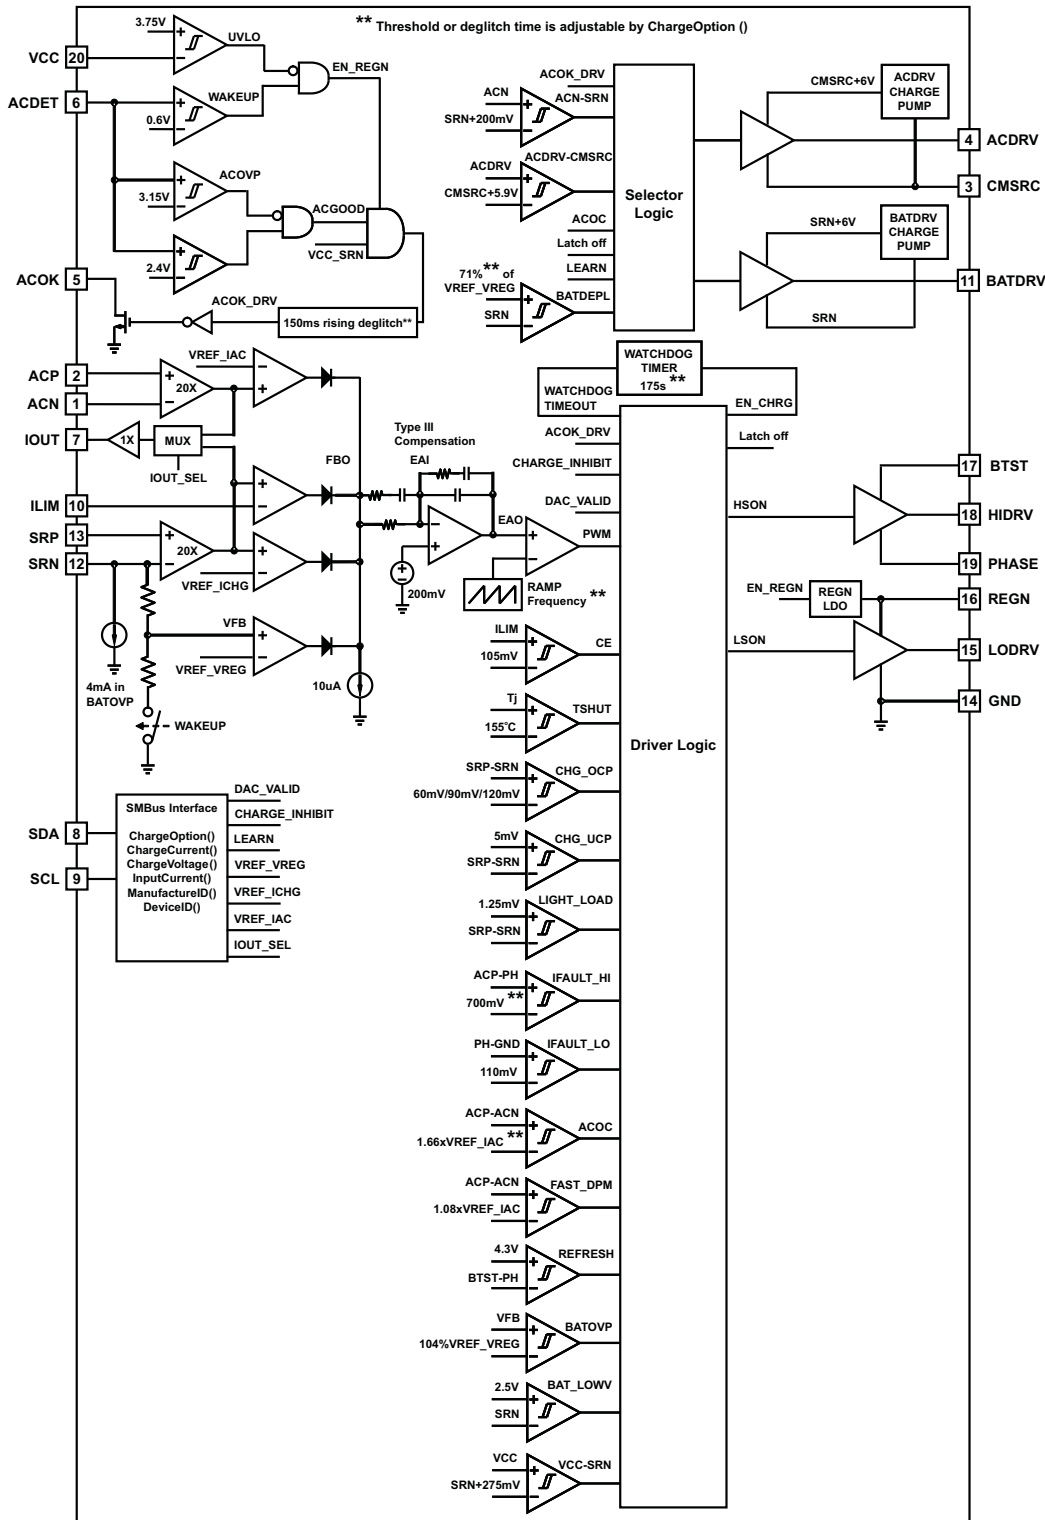 ** Threshold or deglitch time is adjustable by ChargeOption ()
3.75V
UVLO
VCC 20
EN_REGN
ACDET 6
WAKEUP
0.6V
ACOVP
3.15V
ACGOOD
VCC_SRN
2.4V
ACOK 5
ACOK_DRV
150ms rising deglitch**
ACOK_DRV
ACN
ACN-SRN
SRN+200mV
ACDRV
ACDRV-CMSRC
CMSRC+5.9V
ACOC
Latch off
LEARN
71%** of
VREF_VREG
BATDEPL
SRN
Selector
Logic
CMSRC+6V
ACDRV
CHARGE
PUMP
4 ACDRV
3 CMSRC
SRN+6V
BATDRV
CHARGE
PUMP
11 BATDRV
SRN
ACP 2
ACN 1
20X
VREF_IAC
IOUT 7
1X
MUX
IOUT_SEL
ILIM 10
SRP 13
SRN 12
20X
VREF_ICHG
VFB
VREF_VREG
4mA in
BATOVP
WAKEUP
10uA
FBO
Type III
Compensation
EAI
EAO
200mV
PWM
RAMP
Frequency **
WATCHDOG
TIMER
175s **
WATCHDOG
TIMEOUT
EN_CHRG
ACOK_DRV
Latch off
CHARGE_INHIBIT
DAC_VALID
Driver Logic
HSON
17 BTST
18 HIDRV
19 PHASE
EN_REGN
REGN
LDO
16 REGN
LSON
15 LODRV
14 GND
ILIM
CE
105mV
Tj
TSHUT
155°C
SRP-SRN
CHG_OCP
60mV/90mV/120mV
5mV
CHG_UCP
SRP-SRN
1.25mV
LIGHT_LOAD
SRP-SRN
ACP-PH
IFAULT_HI
700mV **
PH-GND
IFAULT_LO
110mV
ACP-ACN
ACOC
1.66xVREF_IAC **
ACP-ACN
FAST_DPM
1.08xVREF_IAC
4.3V
REFRESH
BTST-PH
VFB
BATOVP
104%VREF_VREG
2.5V
BAT_LOWV
SRN
VCC
VCC-SRN
SRN+275mV
SDA 8
SCL 9
SMBus Interface
ChargeOption()
ChargeCurrent()
ChargeVoltage()
InputCurrent()
ManufactureID()
DeviceID()
DAC_VALID
CHARGE_INHIBIT
LEARN
VREF_VREG
VREF_ICHG
VREF_IAC
IOUT_SEL